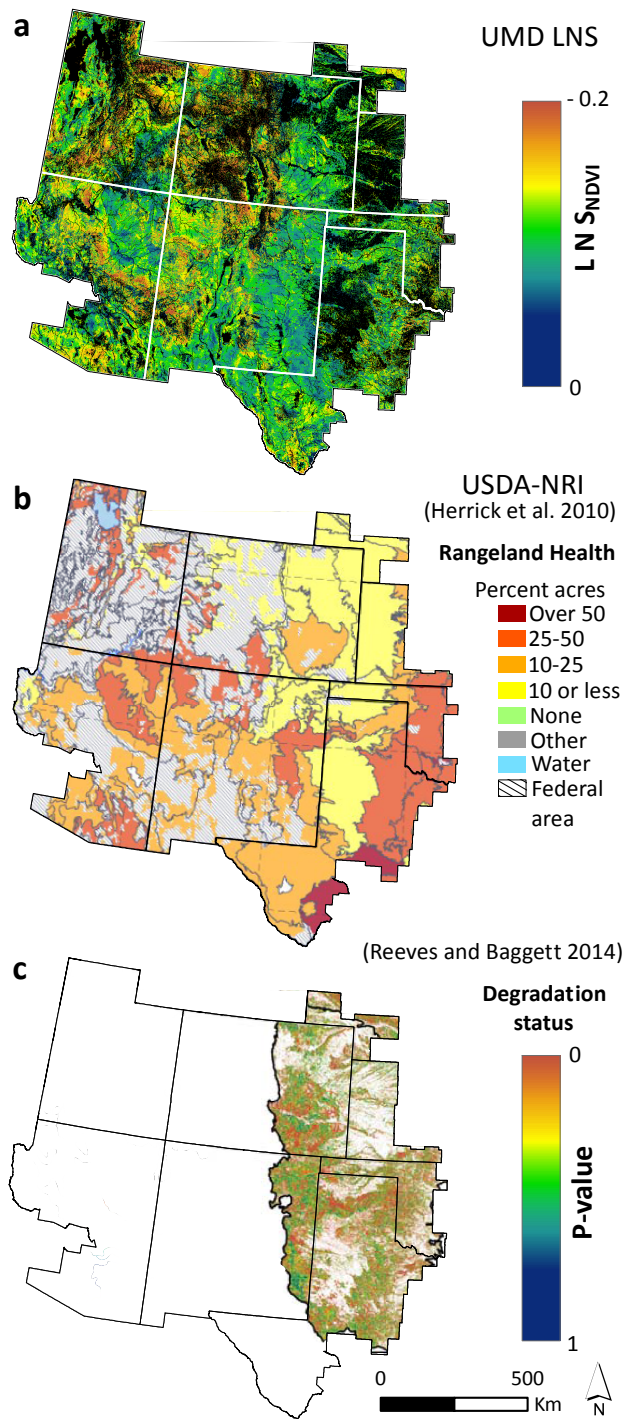 a
UMD LNS
- 0.2
L N S_NDVI
0
b
USDA-NRI
(Herrick et al. 2010)
Rangeland Health
Percent acres
Over 50
25-50
10-25
10 or less
None
Other
Water
Federal
area
c
(Reeves and Baggett 2014)
Degradation
status
0
P-value
1
0
500
Km
N